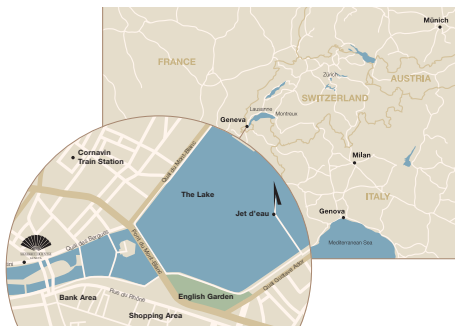 Münich
FRANCE
Zürich
AUSTRIA
Lausanne
Montreux
SWITZERLAND
Geneva
Milan
ITALY
Genova
Mediterranean Sea
Cornavin
Train Station
Quai du Mont-Blanc
The Lake
Jet d'eau
Quai des Bergues
Pont du Mont-Blanc
Quai Gustave Ador
Bank Area
Rue du Rhône
English Garden
Shopping Area